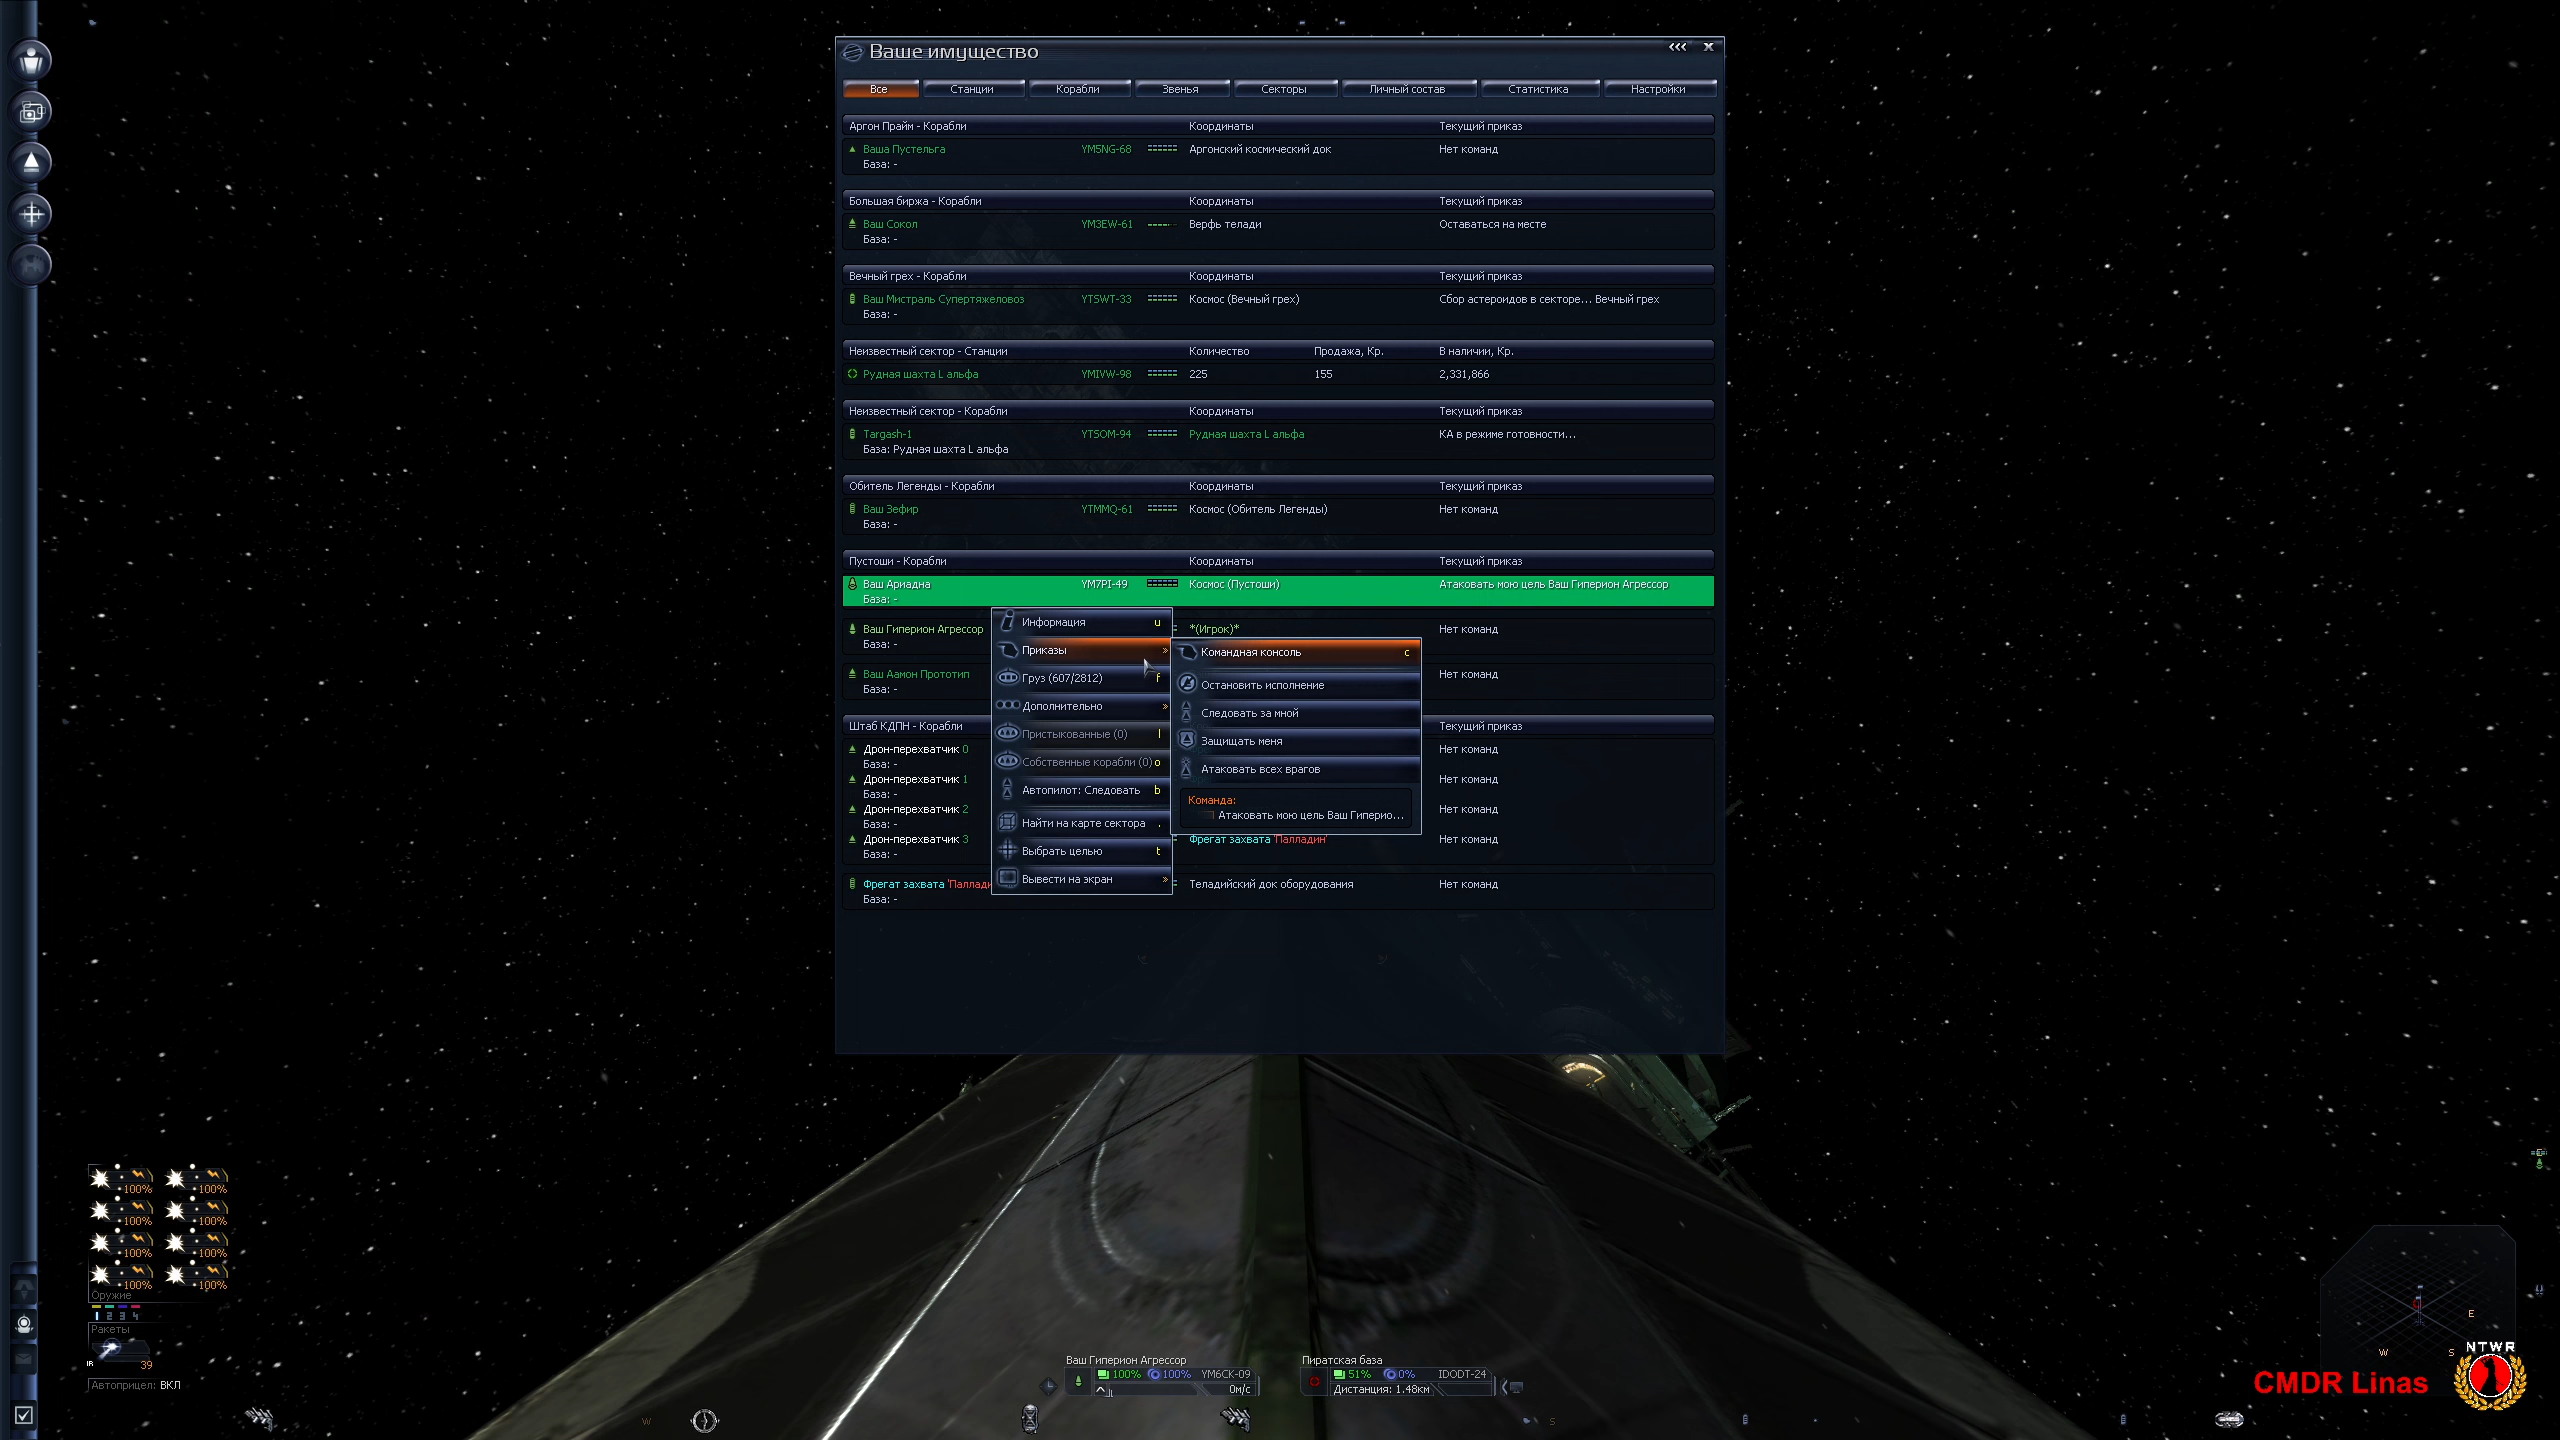 Ваше имущество
Все Станции Корабли Звенья Секторы Личный состав Статистика Настройки
Аргон Прайм - Корабли Координаты Текущий приказ
Ваша Пустельга YM5NG-68 Аргонский космический док Нет команд
База: -
Большая биржа - Корабли Координаты Текущий приказ
Ваш Сокол YM3EW-61 Верфь телади Оставаться на месте
База: -
Вечный грех - Корабли Координаты Текущий приказ
Ваш Мистраль Супертяжеловоз YTSWT-33 Космос (Вечный грех) Сбор астероидов в секторе... Вечный грех
База: -
Неизвестный сектор - Станции Количество Продажа, Кр. В наличии, Кр.
Рудная шахта L альфа YMIVW-98 225 155 2,331,866
Неизвестный сектор - Корабли Координаты Текущий приказ
Targash-1 YTSOM-94 Рудная шахта L альфа КА в режиме готовности...
База: Рудная шахта L альфа
Обитель Легенды - Корабли Координаты Текущий приказ
Ваш Зефир YTMMQ-61 Космос (Обитель Легенды) Нет команд
База: -
Пустоши - Корабли Координаты Текущий приказ
Ваш Ариадна YM7PI-49 Космос (Пустоши) Атаковать мою цель Ваш Гиперион Агрессор
База: -
Ваш Гиперион Агрессор *(Игрок)* Нет команд
База: -
Ваш Аамон Прототип Нет команд
База: -
Штаб КДПН - Корабли Текущий приказ
Дрон-перехватчик 0 Нет команд
База: -
Дрон-перехватчик 1 Нет команд
База: -
Дрон-перехватчик 2 Нет команд
База: -
Дрон-перехватчик 3 Фрегат захвата 'Палладин' Нет команд
База: -
Фрегат захвата 'Паллади Теладийский док оборудования Нет команд
База: -
Информация u
Приказы »
Груз (607/2812) f
Дополнительно »
Пристыкованные (0) l
Собственные корабли (0) o
Автопилот: Следовать b
Найти на карте сектора .
Выбрать целью t
Вывести на экран »
Командная консоль c
Остановить исполнение
Следовать за мной
Защищать меня
Атаковать всех врагов
Команда:
Атаковать мою цель Ваш Гиперио...
100% 100%
100% 100%
100% 100%
100% 100%
Оружие
1 2 3 4
Ракеты
IR 39
Автоприцел: ВКЛ
Ваш Гиперион Агрессор
100% 100% YM6CK-09
0м/с
Пиратская база
51% 0% IDODT-24
Дистанция: 1.48км
W S
E
W S
NTWR
CMDR Linas